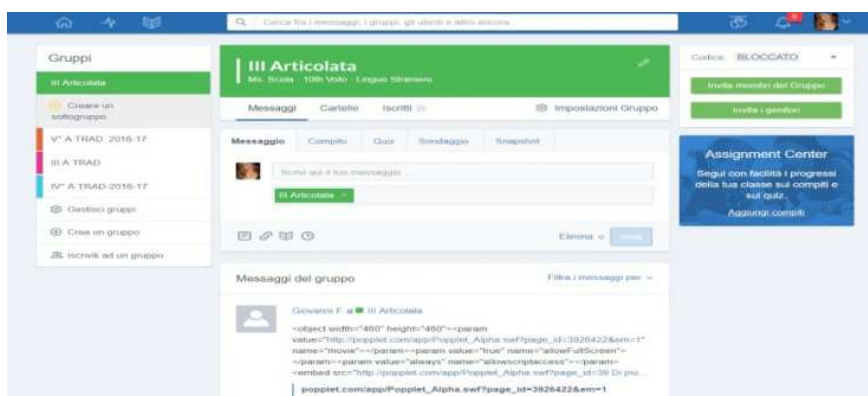 Cerca fra i messaggi, i gruppi, gli utenti e altro ancora
Gruppi
III Articolata
Creare un
sottogruppo
V° A TRAD. 2016-17
III A TRAD
IV° A TRAD-2016-17
Gestisci gruppi
Crea un gruppo
Iscriviti ad un gruppo
III Articolata
Ms. Scola 10th Voto Lingue Straniere
Messaggi Cartelle Iscritti
Impostazioni Gruppo
Messaggio Compito Quiz Sondaggio Snapshot
Scrivi qui il tuo messaggio
III Articolata
Elimina o
Messaggi del gruppo
Filtra i messaggi per
Giovanni F. a III Articolata
<object width="460" height="460"><param
value="http://popplet.com/app/Popplet_Alpha.swf?page_id=3926422&em=1"
name="movie"></param><param value="true" name="allowFullScreen">
</param><param value="always" name="allowscriptaccess"></param>
<embed src="http://popplet.com/app/Popplet_Alpha.swf?page_id=39 Di più...
popplet.com/app/Popplet_Alpha.swf?page_id=3926422&em=1
Codice BLOCCATO
Invita membri del Gruppo
Invita i genitori
Assignment Center
Segui con facilità i progressi
della tua classe sui compiti e
sui quiz.
Aggiungi compiti